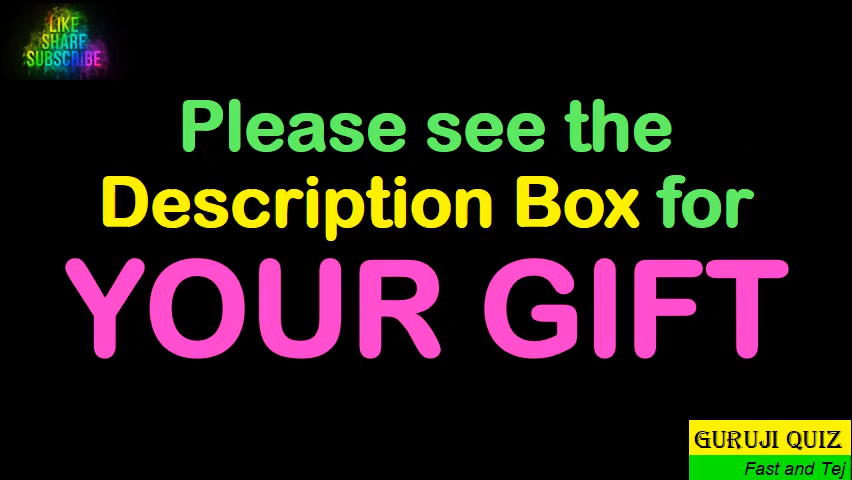 LIKE
SHARE
SUBSCRIBE
Please see the
Description Box for
YOUR GIFT
GURUJI QUIZ
Fast and Tej